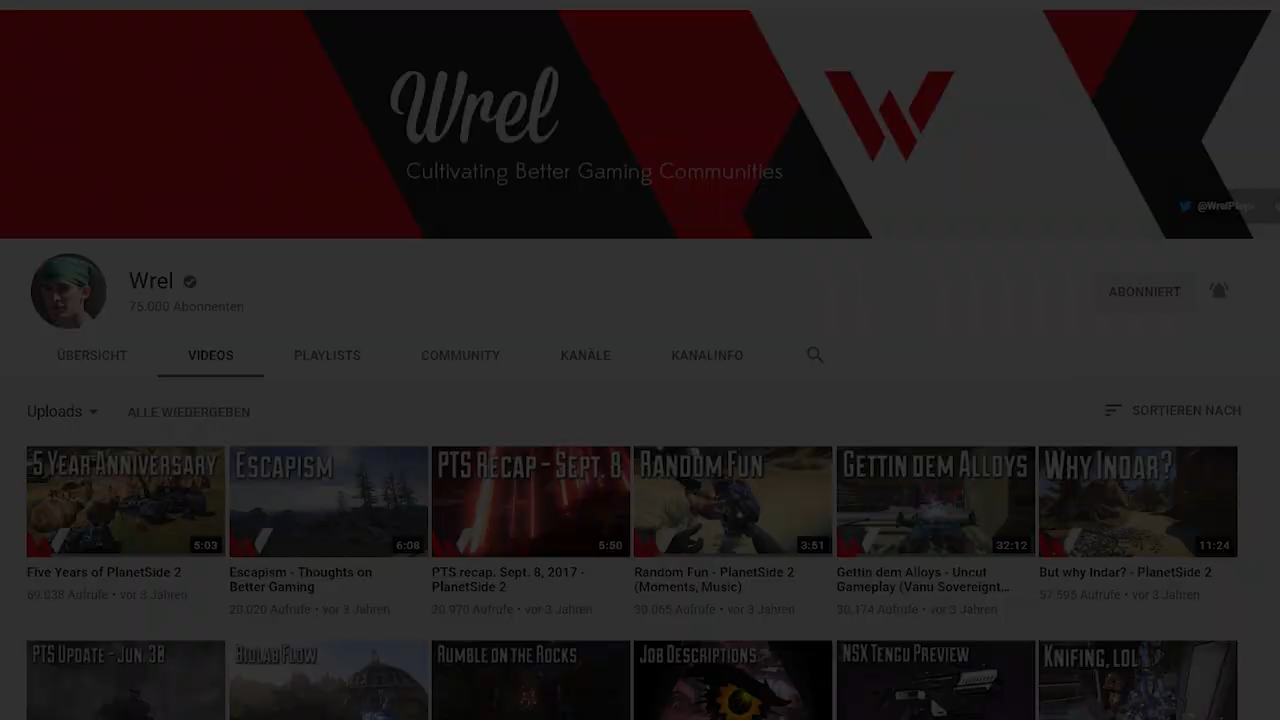 Wrel
Cultivating Better Gaming Communities
Wrel
75.000 Abonnenten
ABONNIERT
ÜBERSICHT VIDEOS PLAYLISTS COMMUNITY KANÄLE KANALINFO
Uploads ALLE WIEDERGEBEN SORTIEREN NACH
5 YEAR ANNIVERSARY ESCAPISM PTS RECAP - SEPT. 8 RANDOM FUN GETTIN DEM ALLOYS WHY INDAR?
5:03 6:08 5:50 3:51 32:12 11:24
Five Years of PlanetSide 2
69.038 Aufrufe • vor 3 Jahren
Escapism - Thoughts on
Better Gaming
20.020 Aufrufe • vor 3 Jahren
PTS recap. Sept. 8, 2017 -
PlanetSide 2
20.970 Aufrufe • vor 3 Jahren
Random Fun - PlanetSide 2
(Moments, Music)
30.065 Aufrufe • vor 3 Jahren
Gettin dem Alloys - Uncut
Gameplay (Vanu Sovereignt...
30.174 Aufrufe • vor 3 Jahren
But why Indar? - PlanetSide 2
57.595 Aufrufe • vor 3 Jahren
PTS UPDATE - JUN. 30 BIOLAB FLOW RUMBLE ON THE ROCKS JOB DESCRIPTIONS NSX TENGU PREVIEW KNIFING, LOL